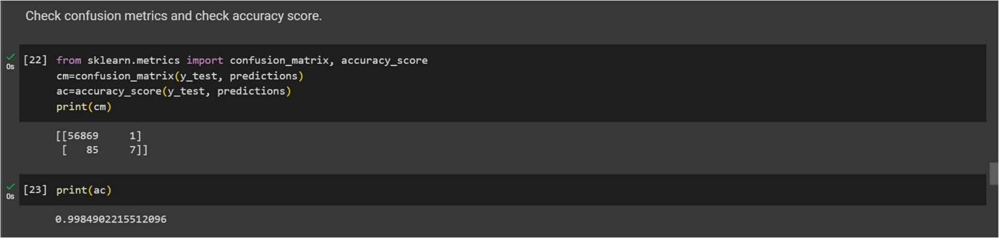 Check confusion metrics and check accuracy score.
[22] from sklearn.metrics import confusion_matrix, accuracy_score
0s
cm=confusion_matrix(y_test, predictions)
ac=accuracy_score(y_test, predictions)
print(cm)
[[56869     1]
 [   85     7]]
[23] print(ac)
0s
0.9984902215512096